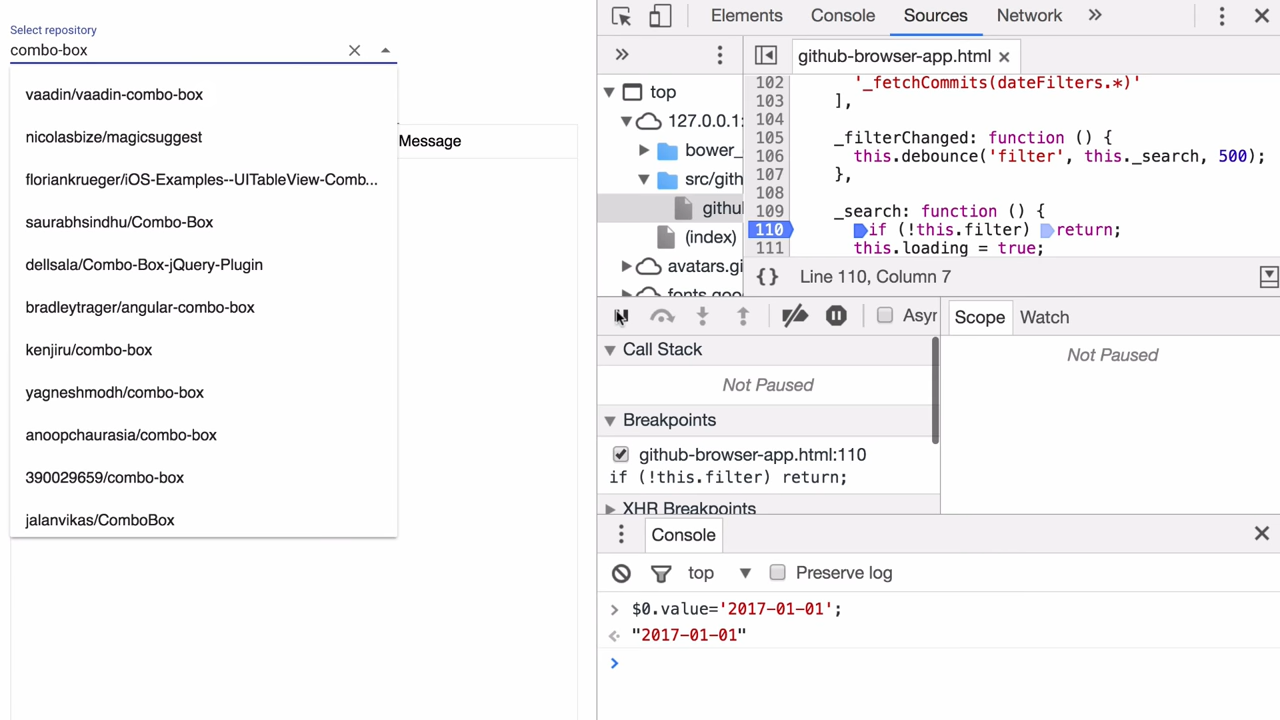 Select repository
combo-box
vaadin/vaadin-combo-box
nicolasbize/magicsuggest
floriankrueger/iOS-Examples--UITableView-Comb...
saurabhsindhu/Combo-Box
dellsala/Combo-Box-jQuery-Plugin
bradleytrager/angular-combo-box
kenjiru/combo-box
yagneshmodh/combo-box
anoopchaurasia/combo-box
390029659/combo-box
jalanvikas/ComboBox
Message
Elements Console Sources Network
github-browser-app.html
top
127.0.0.1:
bower_
src/gith
githu
(index)
avatars.gi
fonts.goo
102 '_fetchCommits(dateFilters.*)'
103 ],
104
105 _filterChanged: function () {
106 this.debounce('filter', this._search, 500);
107 },
108
109 _search: function () {
110 if (!this.filter) return;
111 this.loading = true;
{} Line 110, Column 7
Asyn
Call Stack
Not Paused
Breakpoints
github-browser-app.html:110
if (!this.filter) return;
XHR Breakpoints
Scope Watch
Not Paused
Console
top Preserve log
> $0.value='2017-01-01';
"2017-01-01"
>